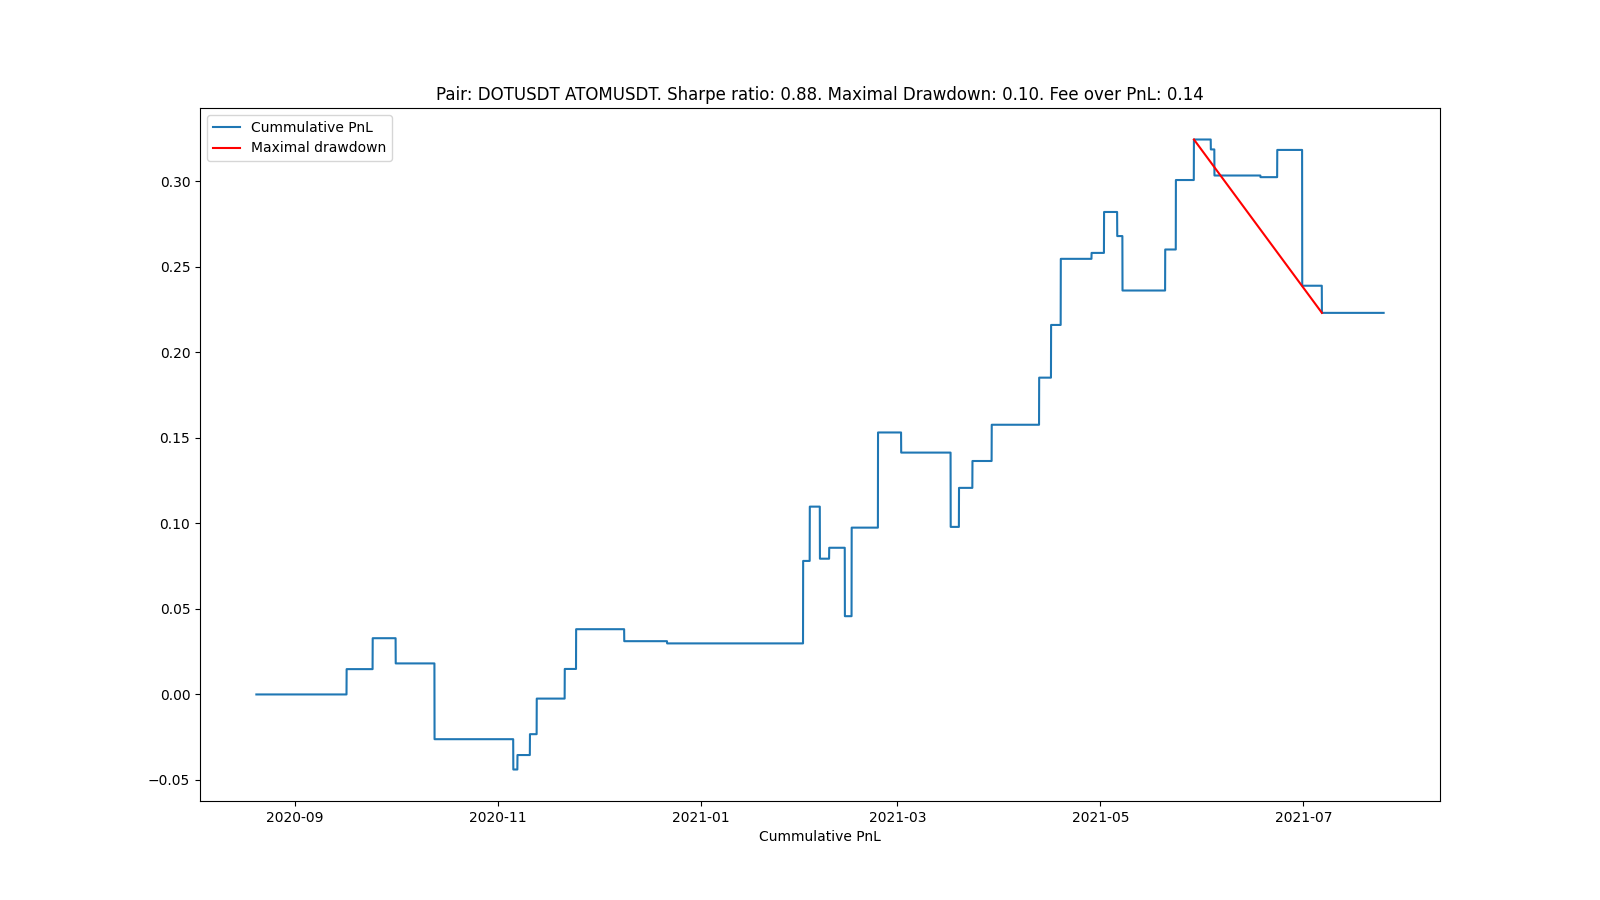 Pair: DOTUSDT ATOMUSDT. Sharpe ratio: 0.88. Maximal Drawdown: 0.10. Fee over PnL: 0.14
Cummulative PnL
Maximal drawdown
0.30
0.25
0.20
0.15
0.10
0.05
0.00
−0.05
2020-09 2020-11 2021-01 2021-03 2021-05 2021-07
Cummulative PnL